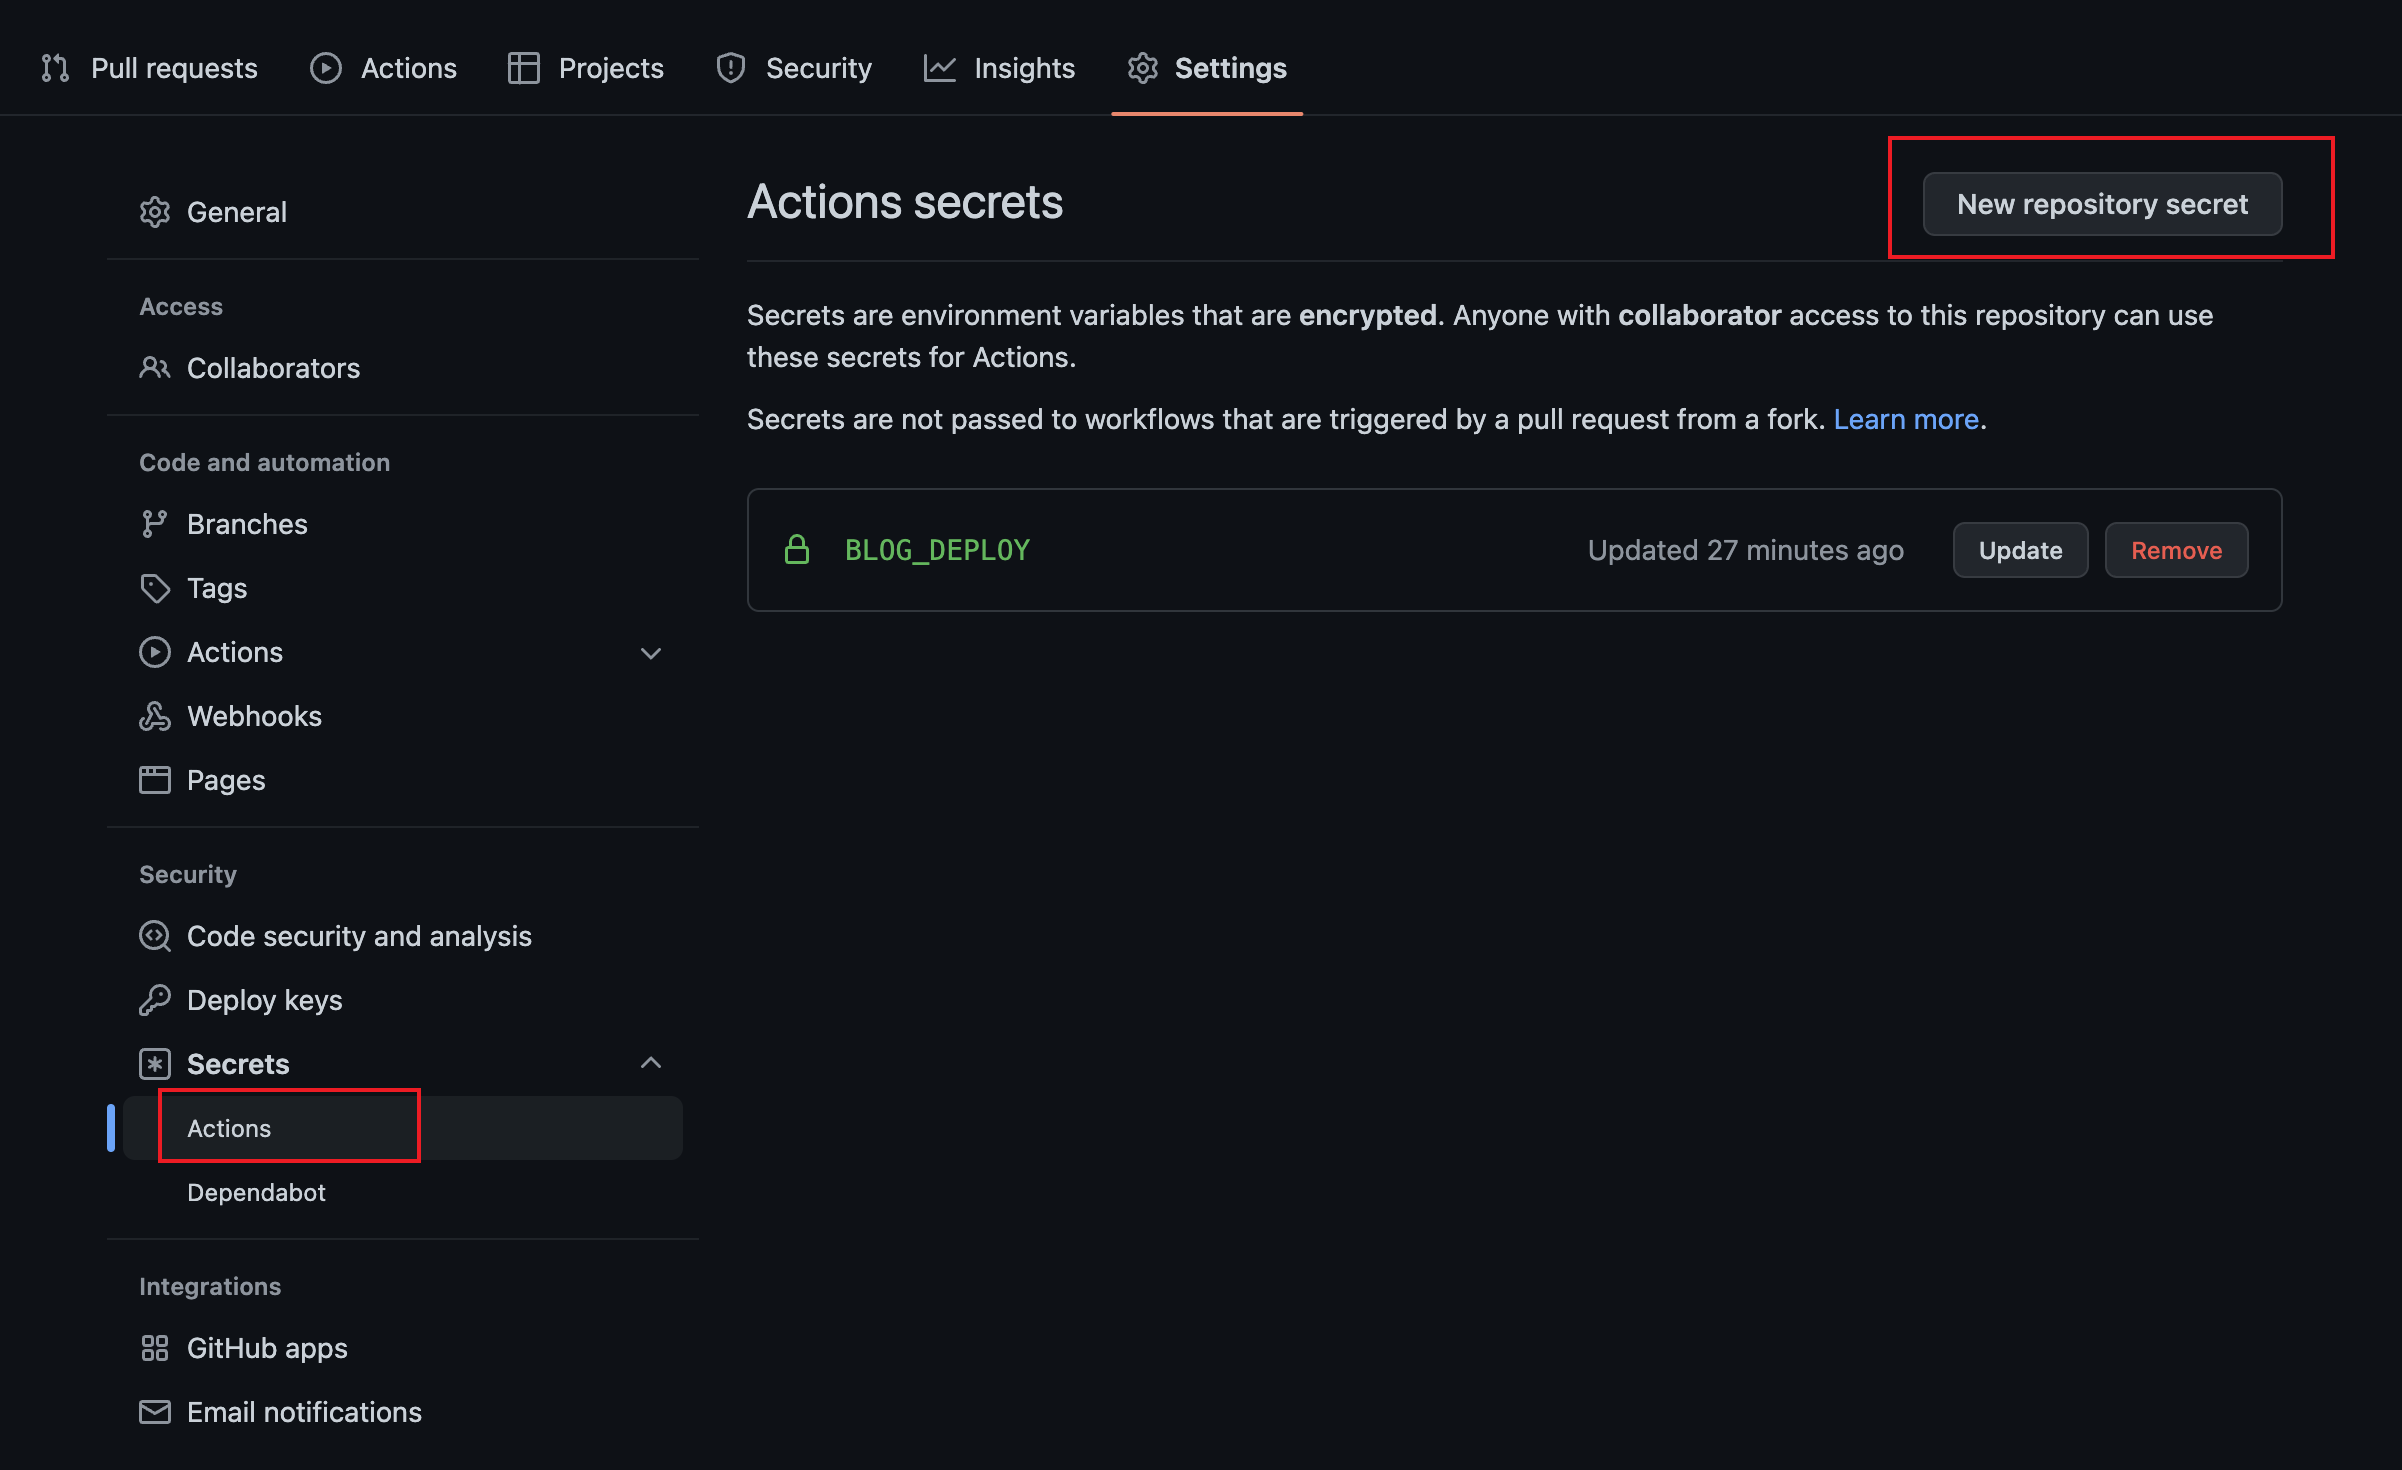 Pull requests
Actions
Projects
Security
Insights
Settings
General
Access
Collaborators
Code and automation
Branches
Tags
Actions
Webhooks
Pages
Security
Code security and analysis
Deploy keys
Secrets
Actions
Dependabot
Integrations
GitHub apps
Email notifications
Actions secrets
New repository secret
Secrets are environment variables that are encrypted. Anyone with collaborator access to this repository can use
these secrets for Actions.
Secrets are not passed to workflows that are triggered by a pull request from a fork. Learn more.
BLOG_DEPLOY
Updated 27 minutes ago
Update
Remove